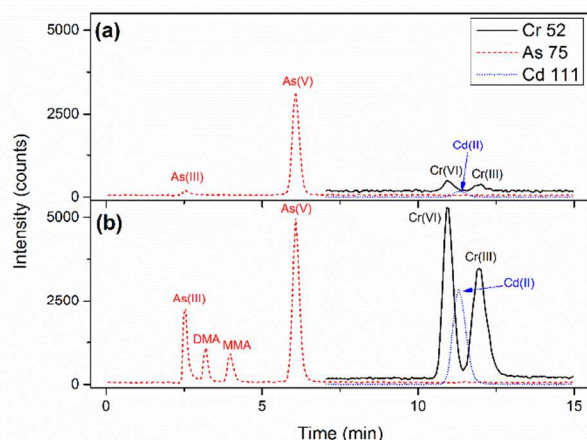 5000
(a)
Cr 52
As 75
Cd 111
As(V)
2500
Cd(II)
As(III)
Cr(VI)
Cr(III)
0
Intensity (counts)
5000
(b)
As(V)
Cr(VI)
Cr(III)
As(III)
2500
Cd(II)
DMA
MMA
0
0
5
10
15
Time (min)